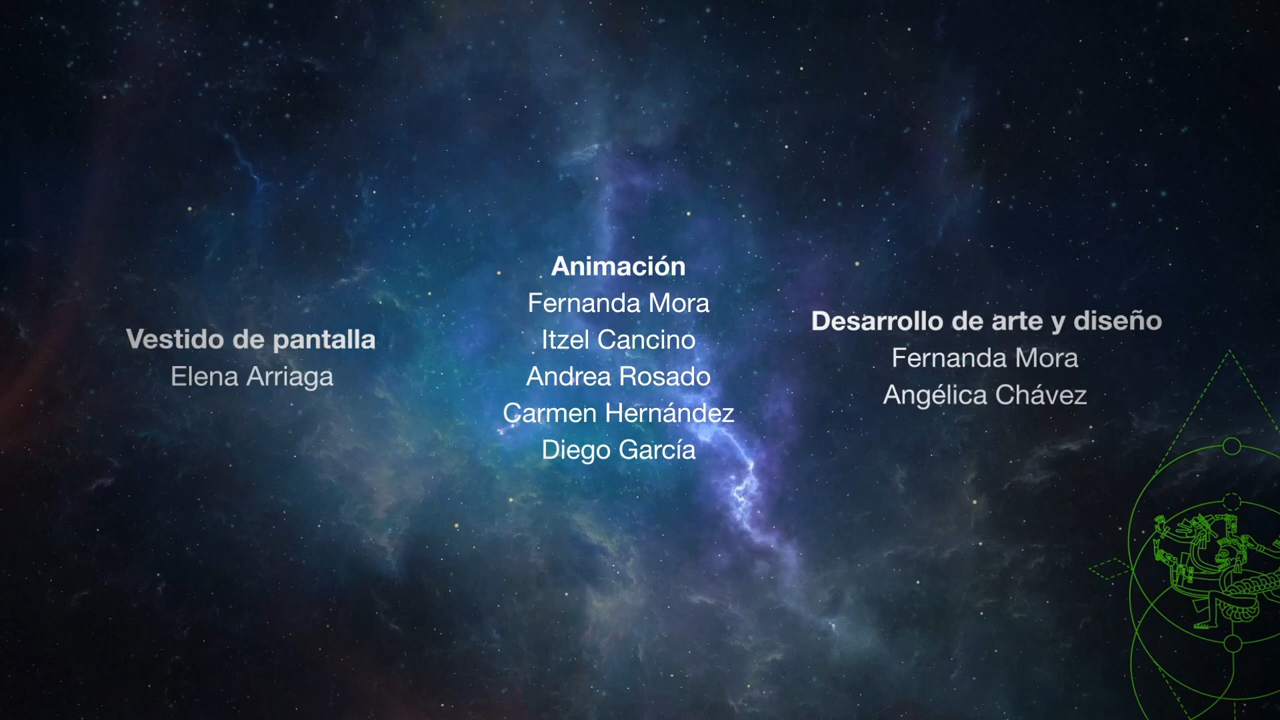 Vestido de pantalla
Elena Arriaga
Animación
Fernanda Mora
Itzel Cancino
Andrea Rosado
Carmen Hernández
Diego García
Desarrollo de arte y diseño
Fernanda Mora
Angélica Chávez